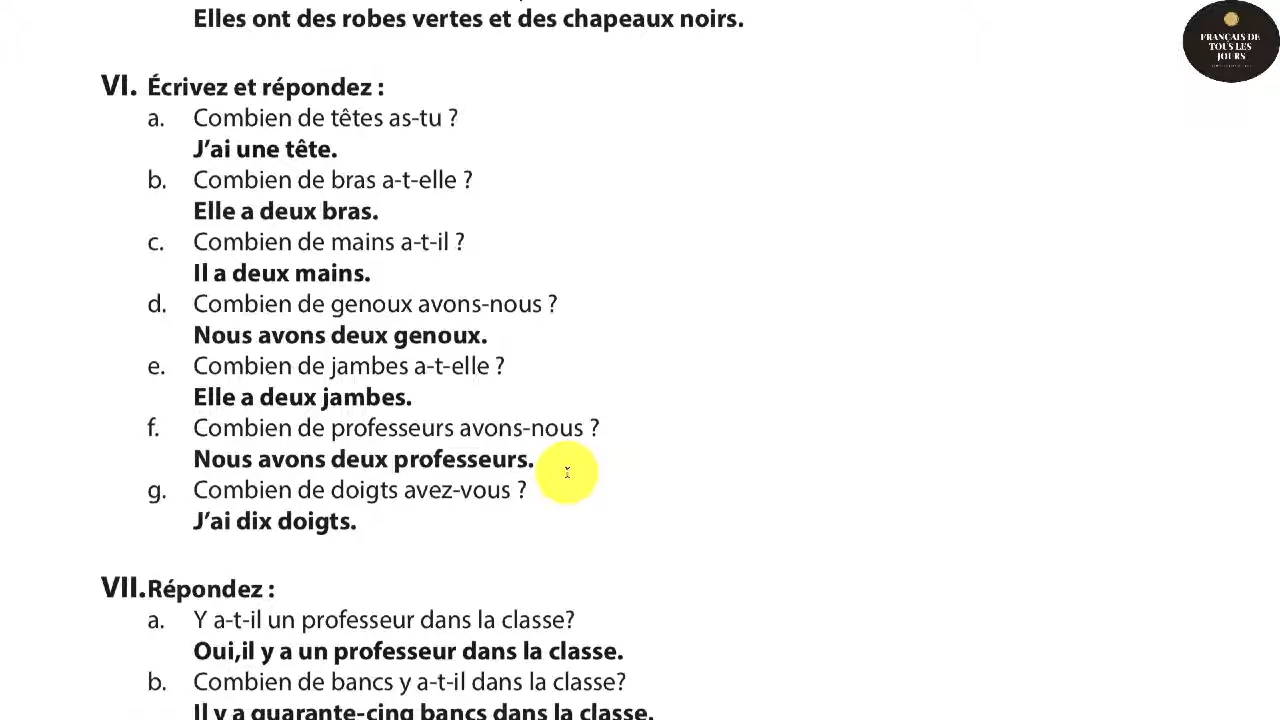 Elles ont des robes vertes et des chapeaux noirs.
FRANÇAIS DE
TOUS LES
JOURS
VI. Écrivez et répondez :
a. Combien de têtes as-tu ?
J’ai une tête.
b. Combien de bras a-t-elle ?
Elle a deux bras.
c. Combien de mains a-t-il ?
Il a deux mains.
d. Combien de genoux avons-nous ?
Nous avons deux genoux.
e. Combien de jambes a-t-elle ?
Elle a deux jambes.
f. Combien de professeurs avons-nous ?
Nous avons deux professeurs.
g. Combien de doigts avez-vous ?
J’ai dix doigts.
VII.Répondez :
a. Y a-t-il un professeur dans la classe?
Oui,il y a un professeur dans la classe.
b. Combien de bancs y a-t-il dans la classe?
Il y a quarante-cinq bancs dans la classe.